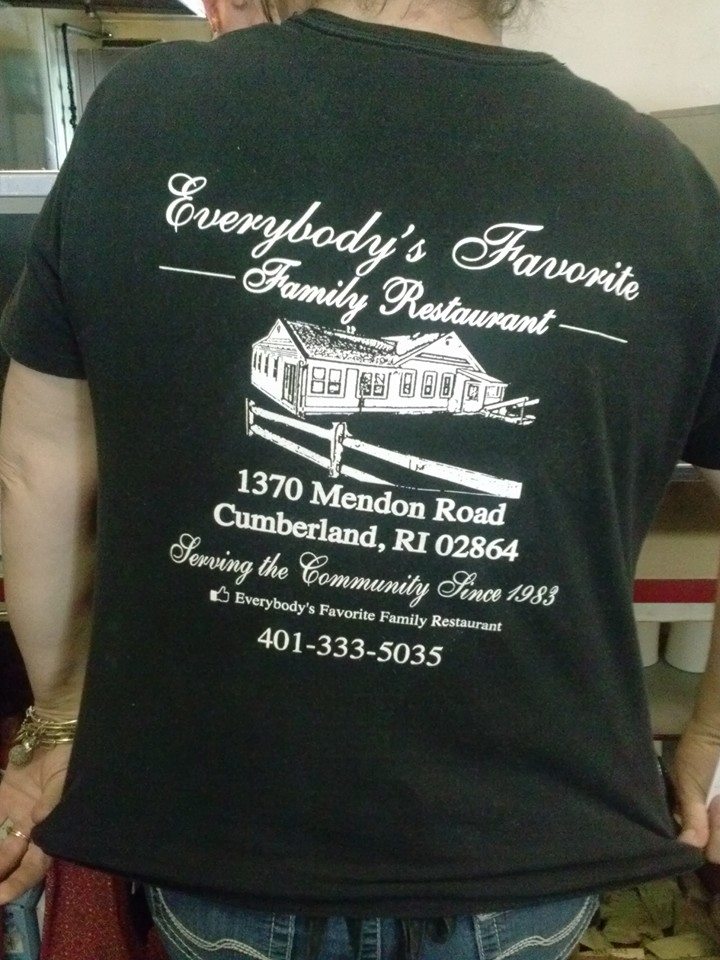 Everybody's Favorite
Family Restaurant
1370 Mendon Road
Cumberland, RI 02864
Serving the Community Since 1983
Everybody's Favorite Family Restaurant
401-333-5035